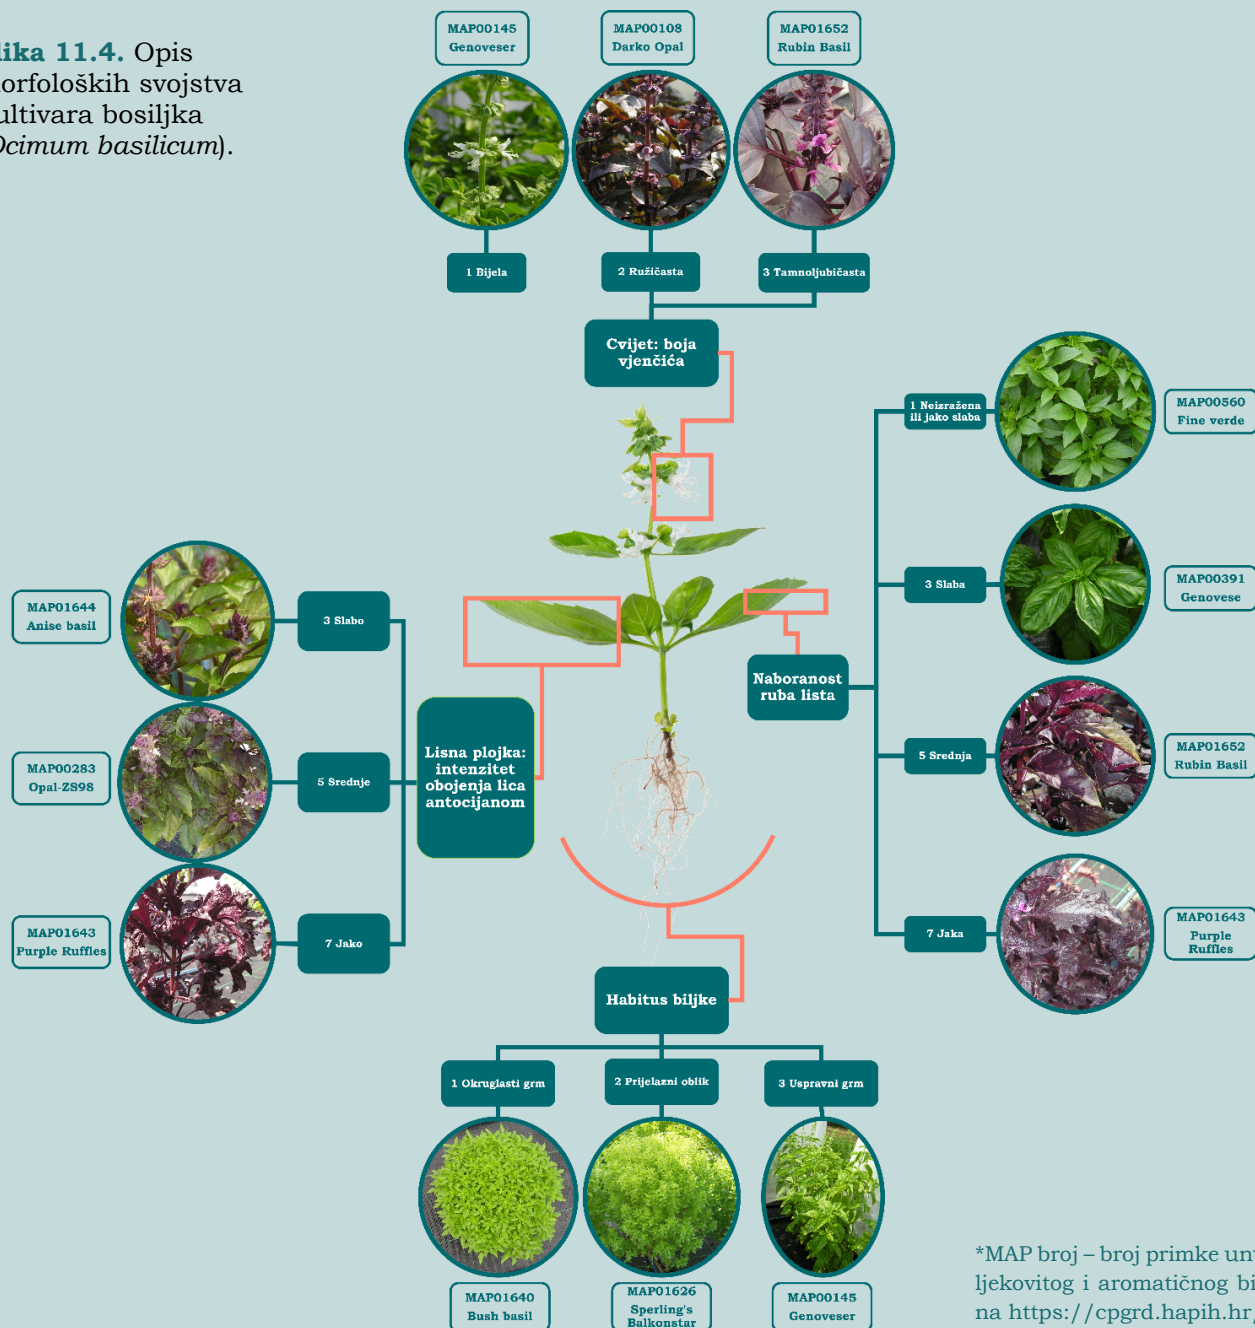 lika 11.4. Opis
orfoloških svojstva
ultivara bosiljka
Ocimum basilicum).
MAP00145
Genoveser
MAP00108
Darko Opal
MAP01652
Rubin Basil
1 Bijela
2 Ružičasta
3 Tamnoljubičasta
Cvijet: boja
vjenčića
1 Neizražena
ili jako slaba
MAP00560
Fine verde
3 Slaba
MAP00391
Genovese
Naboranost
ruba lista
5 Srednja
MAP01652
Rubin Basil
7 Jaka
MAP01643
Purple
Ruffles
MAP01644
Anise basil
3 Slabo
MAP00283
Opal-ZS98
5 Srednje
Lisna plojka:
intenzitet
obojenja lica
antocijanom
MAP01643
Purple Ruffles
7 Jako
Habitus biljke
1 Okruglasti grm
2 Prijelazni oblik
3 Uspravni grm
MAP01640
Bush basil
MAP01626
Sperling's
Balkonstar
MAP00145
Genoveser
*MAP broj – broj primke un
ljekovitog i aromatičnog bi
na https://cpgrd.hapih.hr